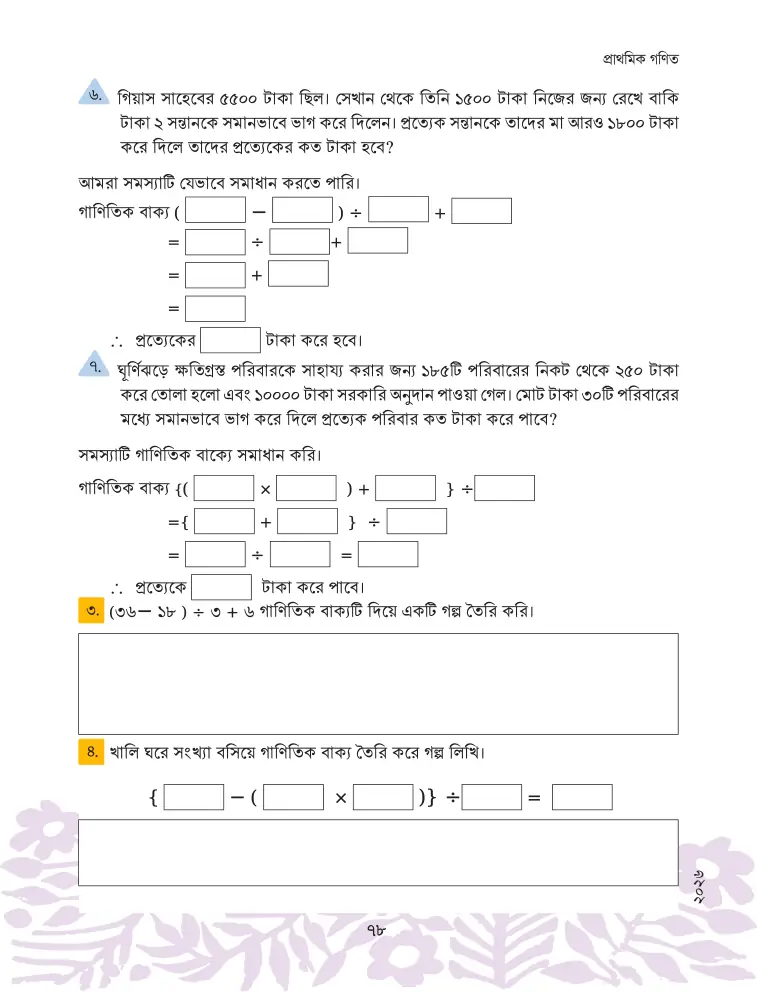 প্রাথমিক গণিত
৬. গিয়াস সাহেবের ৫৫০০ টাকা ছিল। সেখান থেকে তিনি ১৫০০ টাকা নিজের জন্য রেখে বাকি
টাকা ২ সন্তানকে সমানভাবে ভাগ করে দিলেন। প্রত্যেক সন্তানকে তাদের মা আরও ১৮০০ টাকা
করে দিলে তাদের প্রত্যেকের কত টাকা হবে?
আমরা সমস্যাটি যেভাবে সমাধান করতে পারি।
গাণিতিক বাক্য ( − ) ÷ +
= ÷ +
= +
=
∴ প্রত্যেকের টাকা করে হবে।
৭. ঘূর্ণিঝড়ে ক্ষতিগ্রস্ত পরিবারকে সাহায্য করার জন্য ১৮৫টি পরিবারের নিকট থেকে ২৫০ টাকা
করে তোলা হলো এবং ১০০০০ টাকা সরকারি অনুদান পাওয়া গেল। মোট টাকা ৩০টি পরিবারের
মধ্যে সমানভাবে ভাগ করে দিলে প্রত্যেক পরিবার কত টাকা করে পাবে?
সমস্যাটি গাণিতিক বাক্যে সমাধান করি।
গাণিতিক বাক্য {( × ) + } ÷
={ + } ÷
= ÷ =
∴ প্রত্যেকে টাকা করে পাবে।
৩. (৩৬− ১৮ ) ÷ ৩ + ৬ গাণিতিক বাক্যটি দিয়ে একটি গল্প তৈরি করি।
৪. খালি ঘরে সংখ্যা বসিয়ে গাণিতিক বাক্য তৈরি করে গল্প লিখি।
{ − ( × )} ÷ =
২০২৬
৭৮